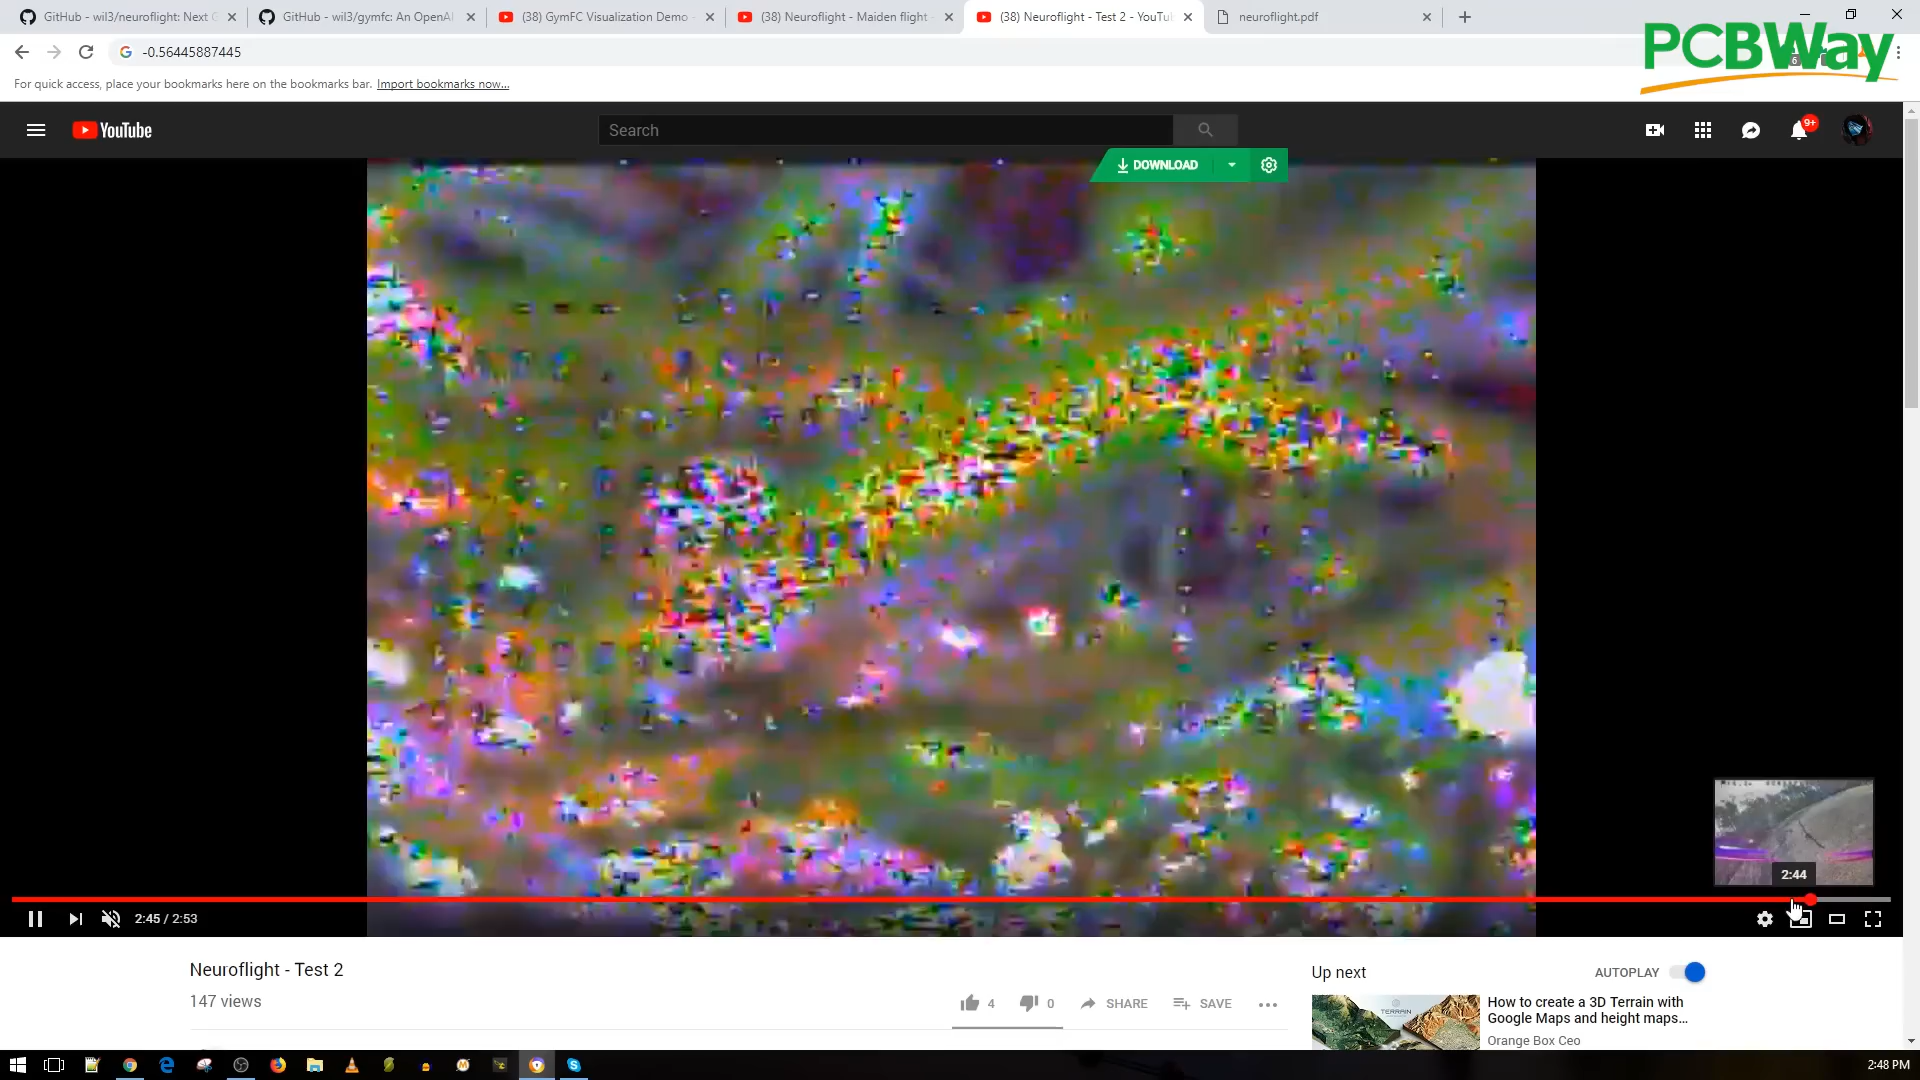 GitHub - wil3/neuroflight: Next G
GitHub - wil3/gymfc: An OpenAI
(38) GymFC Visualization Demo -
(38) Neuroflight - Maiden flight -
(38) Neuroflight - Test 2 - YouTu
neuroflight.pdf
PCBWay
-0.56445887445
6
For quick access, place your bookmarks here on the bookmarks bar. Import bookmarks now...
YouTube
Search
9+
DOWNLOAD
2:44
2:45 / 2:53
Neuroflight - Test 2
147 views
4
0
SHARE
SAVE
Up next
AUTOPLAY
TERRAIN
How to create a 3D Terrain with
Google Maps and height maps...
Orange Box Ceo
2:48 PM